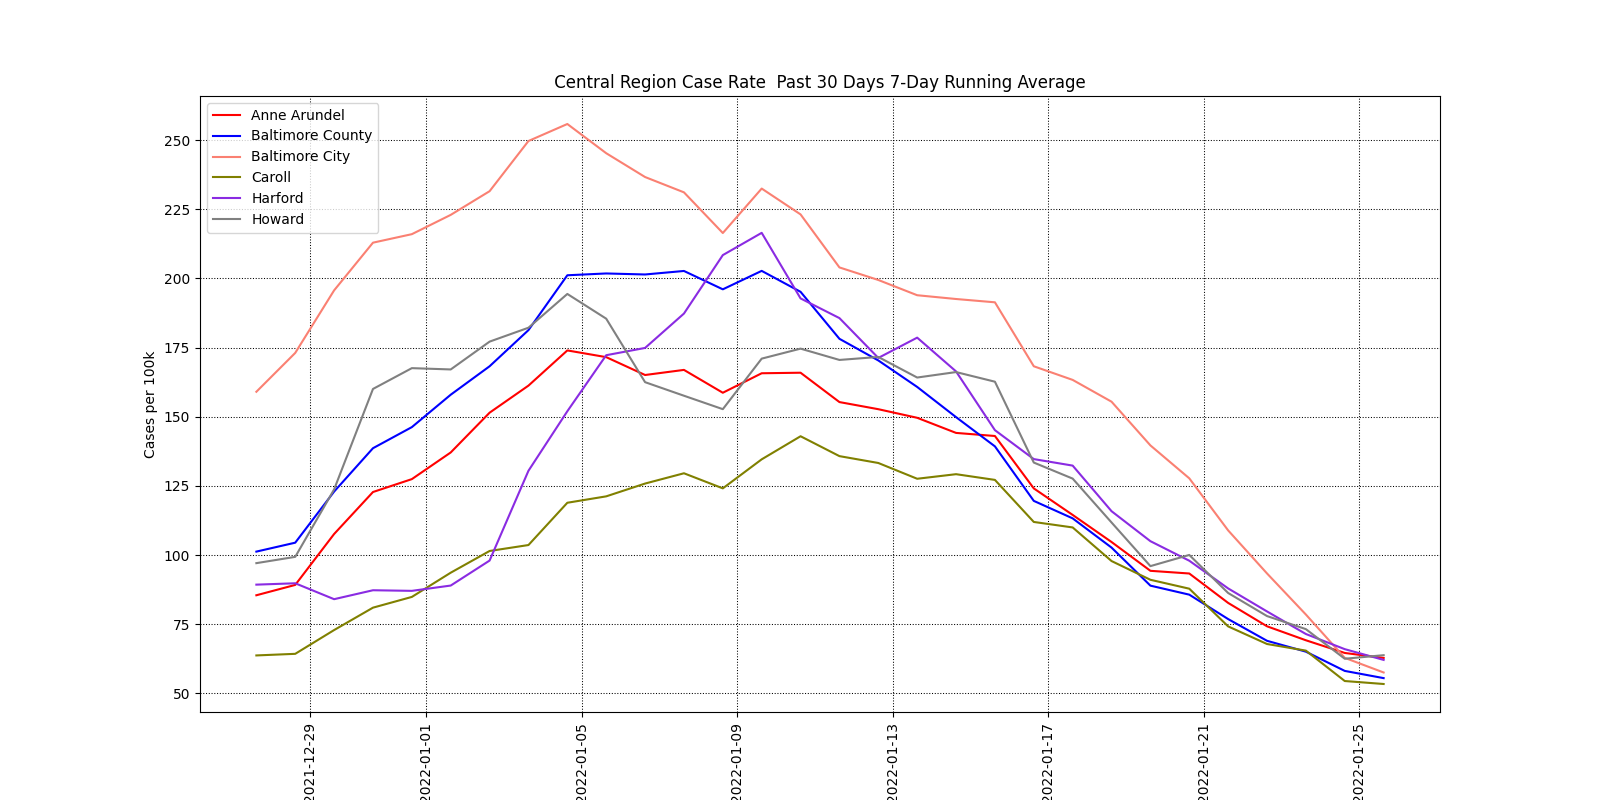 Central Region Case Rate  Past 30 Days 7-Day Running Average
Anne Arundel
Baltimore County
Baltimore City
Caroll
Harford
Howard
Cases per 100k
250
225
200
175
150
125
100
75
50
2021-12-29
2022-01-01
2022-01-05
2022-01-09
2022-01-13
2022-01-17
2022-01-21
2022-01-25